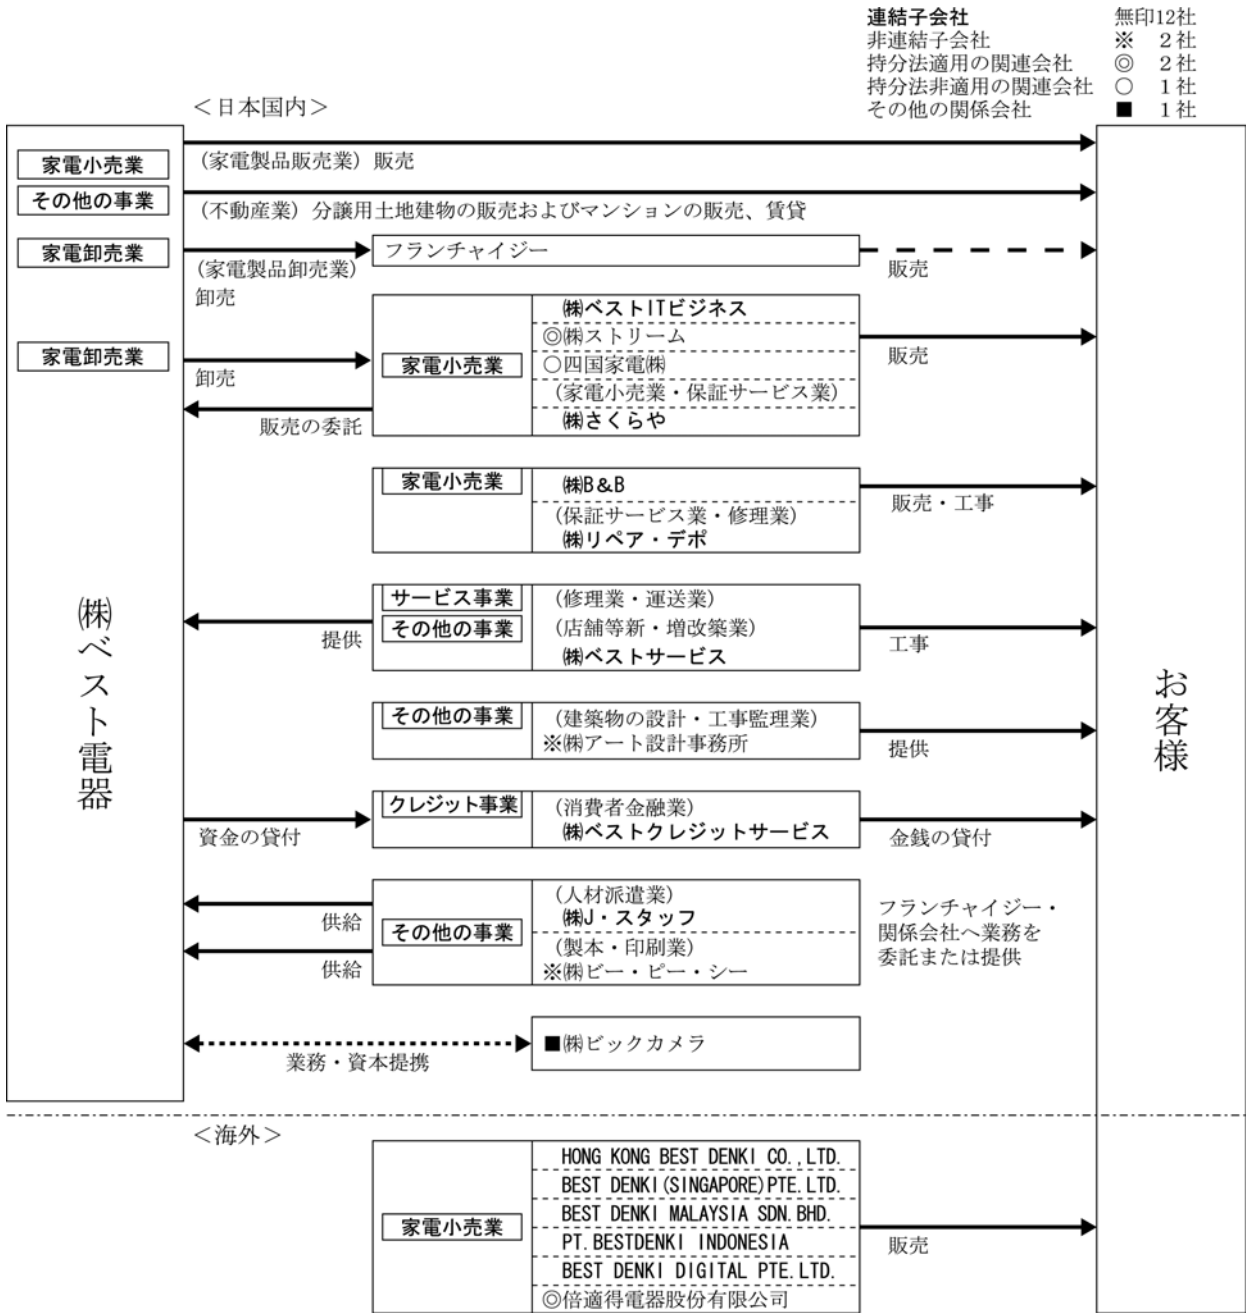 連結子会社 無印12社
非連結子会社 ※ 2社
持分法適用の関連会社 ◎ 2社
持分法非適用の関連会社 ○ 1社
その他の関係会社 ■ 1社
＜日本国内＞
家電小売業
(家電製品販売業) 販売
その他の事業
(不動産業) 分譲用土地建物の販売およびマンションの販売、賃貸
家電卸売業
(家電製品卸売業)
卸売
フランチャイジー
販売
家電卸売業
卸売
販売の委託
家電小売業
㈱ベストITビジネス
◎㈱ストリーム
○四国家電㈱
(家電小売業・保証サービス業)
㈱さくらや
販売
家電小売業
㈱B＆B
(保証サービス業・修理業)
㈱リペア・デポ
販売・工事
サービス事業
その他の事業
(修理業・運送業)
(店舗等新・増改築業)
㈱ベストサービス
提供
工事
その他の事業
(建築物の設計・工事監理業)
※㈱アート設計事務所
提供
クレジット事業
(消費者金融業)
㈱ベストクレジットサービス
資金の貸付
金銭の貸付
その他の事業
(人材派遣業)
㈱J・スタッフ
(製本・印刷業)
※㈱ビー・ピー・シー
供給
供給
フランチャイジー・
関係会社へ業務を
委託または提供
■㈱ビックカメラ
業務・資本提携
㈱ベスト電器
お客様
＜海外＞
家電小売業
HONG KONG BEST DENKI CO.,LTD.
BEST DENKI(SINGAPORE)PTE.LTD.
BEST DENKI MALAYSIA SDN.BHD.
PT.BESTDENKI INDONESIA
BEST DENKI DIGITAL PTE.LTD.
◎倍適得電器股份有限公司
販売